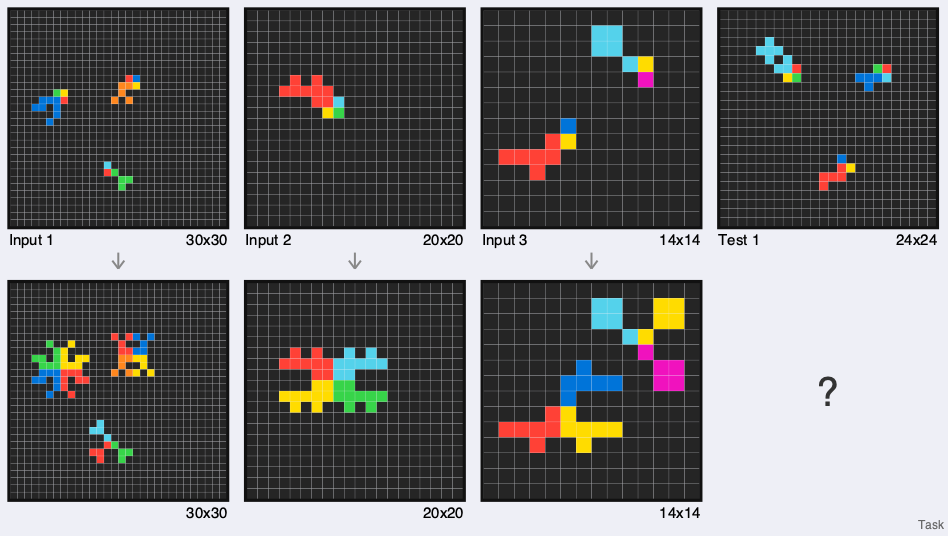 Input 1 30x30
Input 2 20x20
Input 3 14x14
Test 1 24x24
30x30
20x20
14x14
?
Task